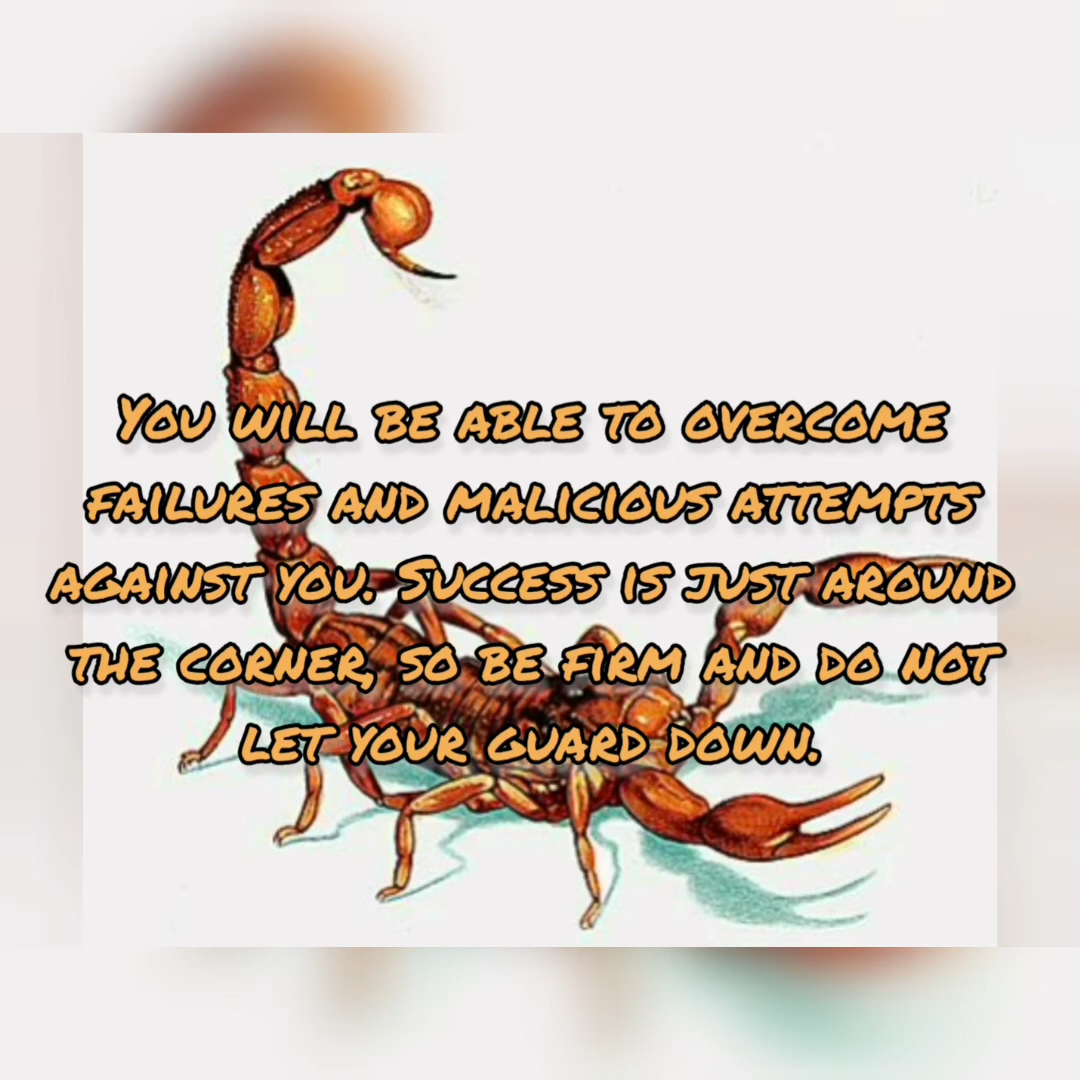 You will be able to overcome
failures and malicious attempts
against you. Success is just around
the corner, so be firm and do not
let your guard down.